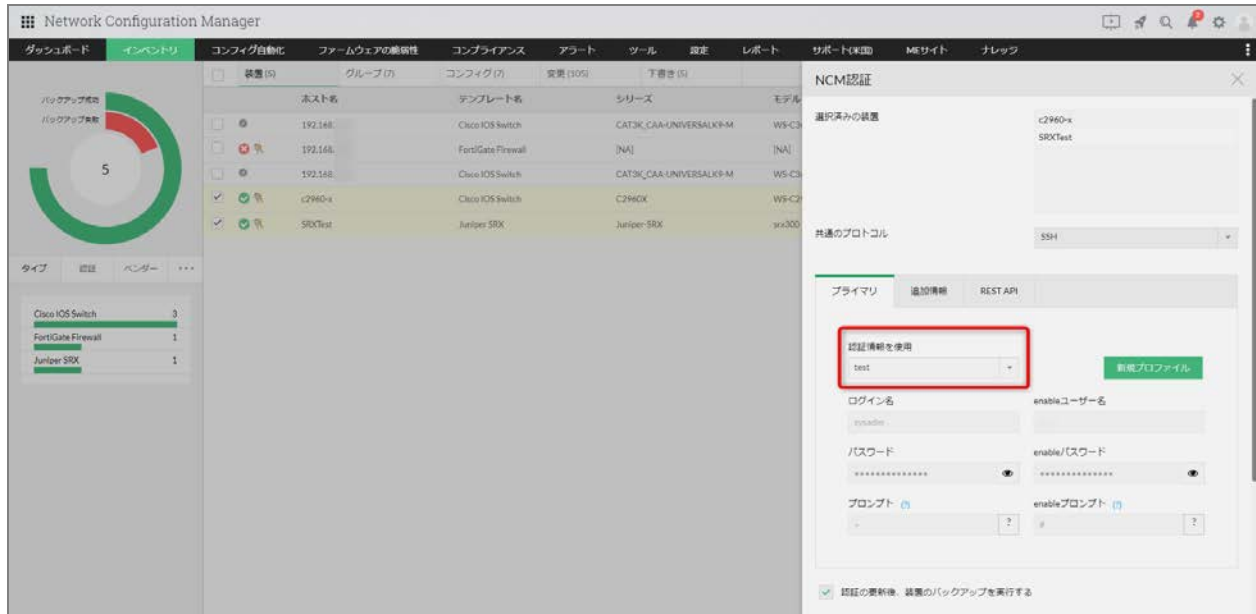 Network Configuration Manager
2
ダッシュボード インベントリ コンフィグ自動化 ファームウェアの脆弱性 コンプライアンス アラート ツール 設定 レポート サポート(米国) MEサイト ナレッジ
バックアップ成功
バックアップ失敗
5
タイプ 認証 ベンダー ...
Cisco IOS Switch 3
FortiGate Firewall 1
Juniper SRX 1
装置 (5) グループ (7) コンフィグ (7) 変更 (105) 下書き (5)
ホスト名 テンプレート名 シリーズ モデル
192.168. Cisco IOS Switch CAT3K_CAA-UNIVERSALK9-M WS-C3
192.168. FortiGate Firewall [NA] [NA]
192.168. Cisco IOS Switch CAT3K_CAA-UNIVERSALK9-M WS-C3
c2960-x Cisco IOS Switch C2960X WS-C2
SRXTest Juniper SRX Juniper-SRX srx300
NCM認証
選択済みの装置
c2960-x
SRXTest
共通のプロトコル SSH
プライマリ 追加情報 REST API
認証情報を使用
test
新規プロファイル
ログイン名 enableユーザー名
sysadm
パスワード enableパスワード
************** **************
プロンプト (?) enableプロンプト (?)
? # ?
認証の更新後、装置のバックアップを実行する